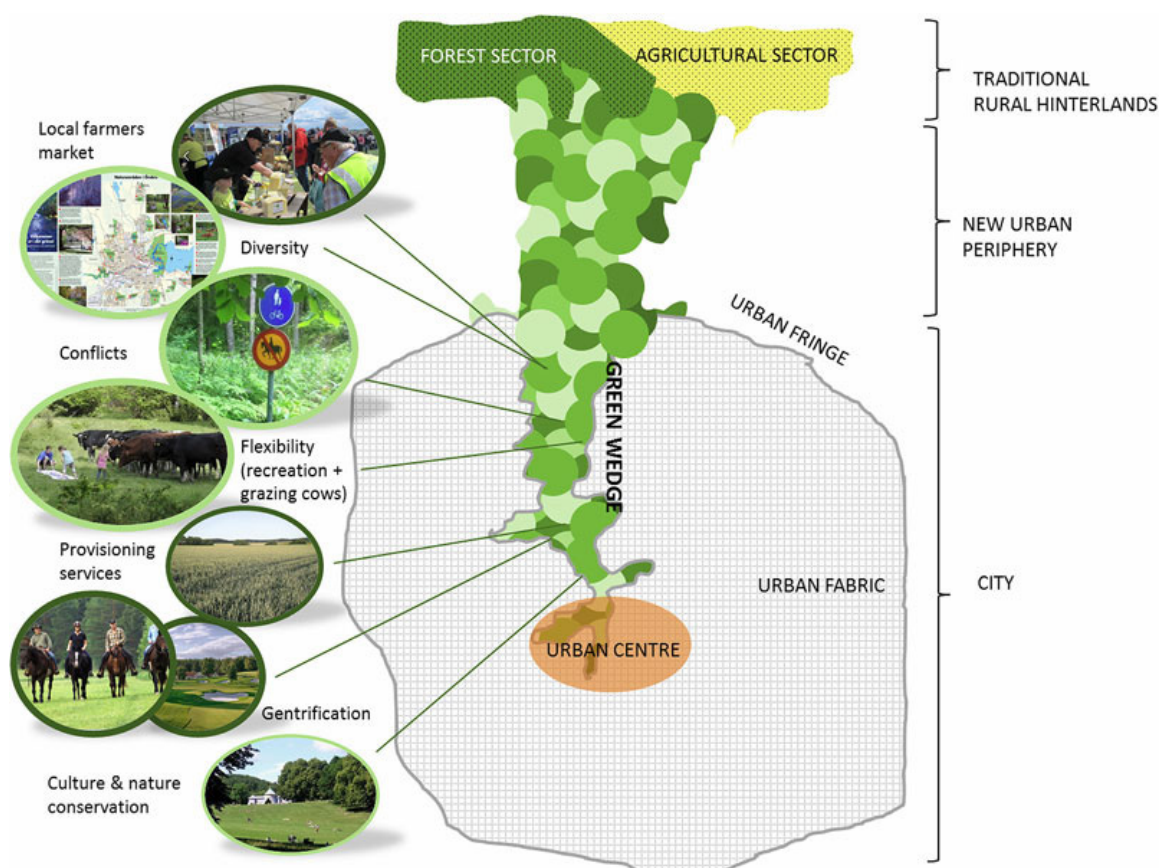 FOREST SECTOR
AGRICULTURAL SECTOR
TRADITIONAL
RURAL HINTERLANDS
Local farmers
market
Diversity
NEW URBAN
PERIPHERY
URBAN FRINGE
Conflicts
GREEN WEDGE
Flexibility
(recreation +
grazing cows)
Provisioning
services
URBAN FABRIC
CITY
URBAN CENTRE
Gentrification
Culture & nature
conservation